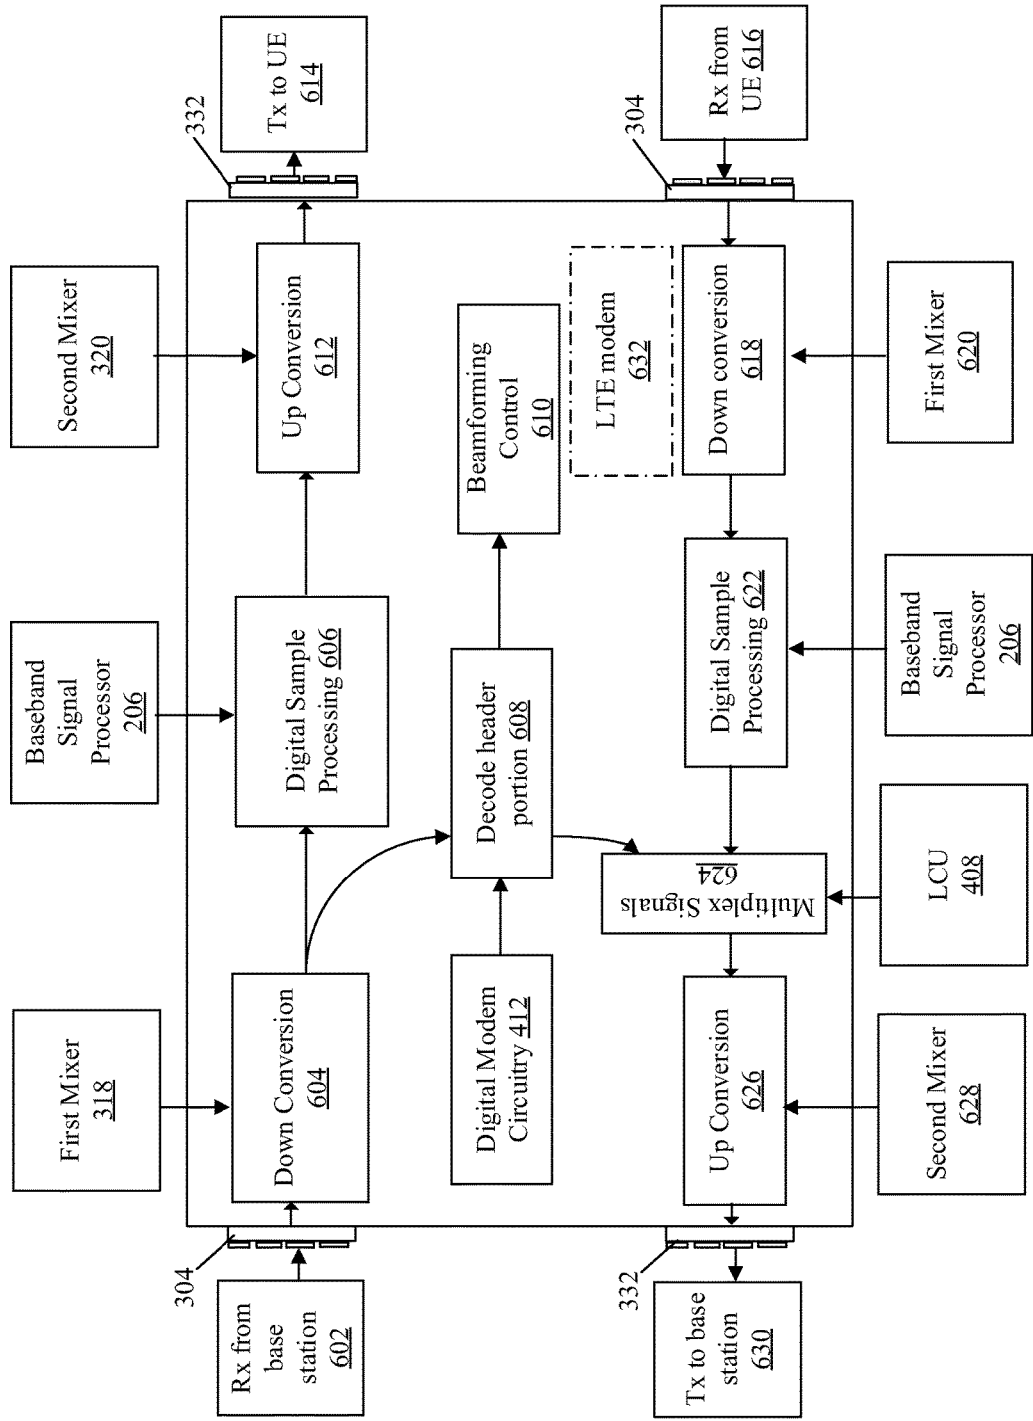 First Mixer
318
Baseband
Signal
Processor
206
Second Mixer
320
Rx from
base
station
602
304
Down Conversion
604
Digital Sample
Processing 606
Up Conversion
612
332
Tx to UE
614
Digital Modem
Circuitry 412
Decode header
portion 608
Beamforming
Control
610
LTE modem
632
Tx to base
station
630
332
Up Conversion
626
Multiplex Signals
624
Digital Sample
Processing 622
Down conversion
618
304
Rx from
UE 616
Second Mixer
628
LCU
408
Baseband
Signal
Processor
206
First Mixer
620